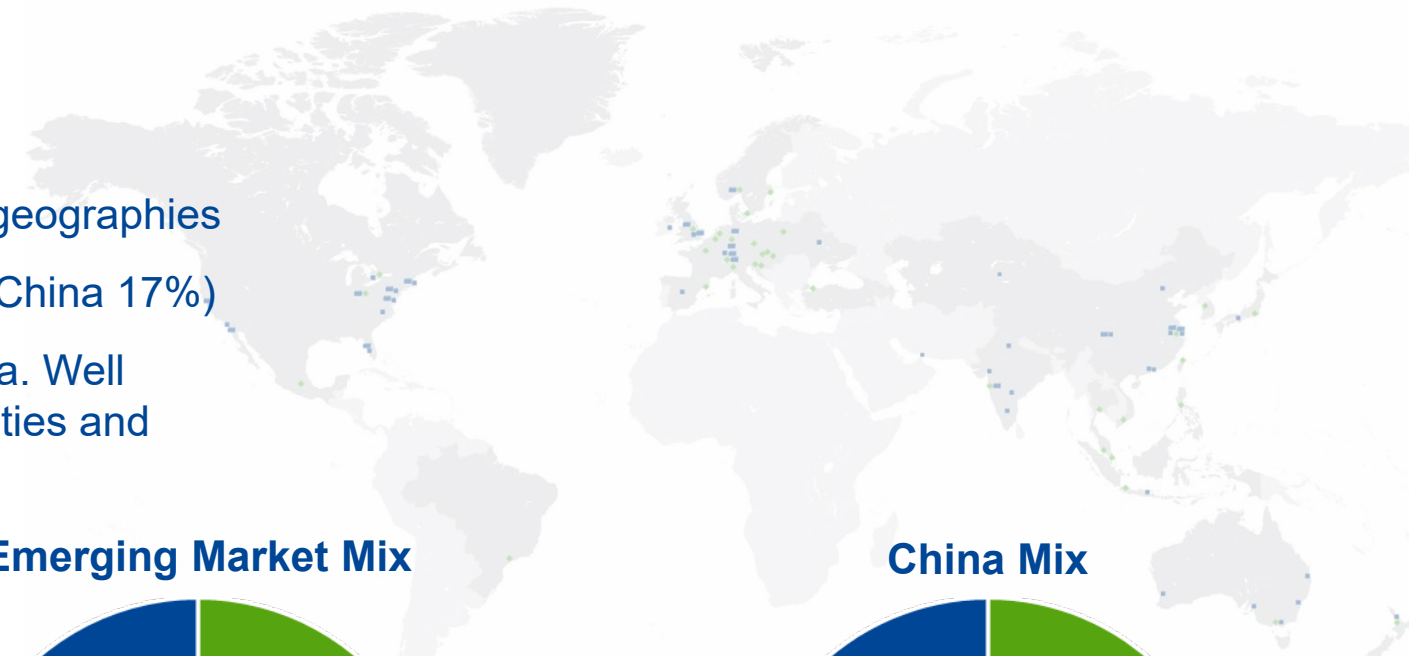 geographies
China 17%)
a. Well
ties and
Emerging Market Mix
China Mix